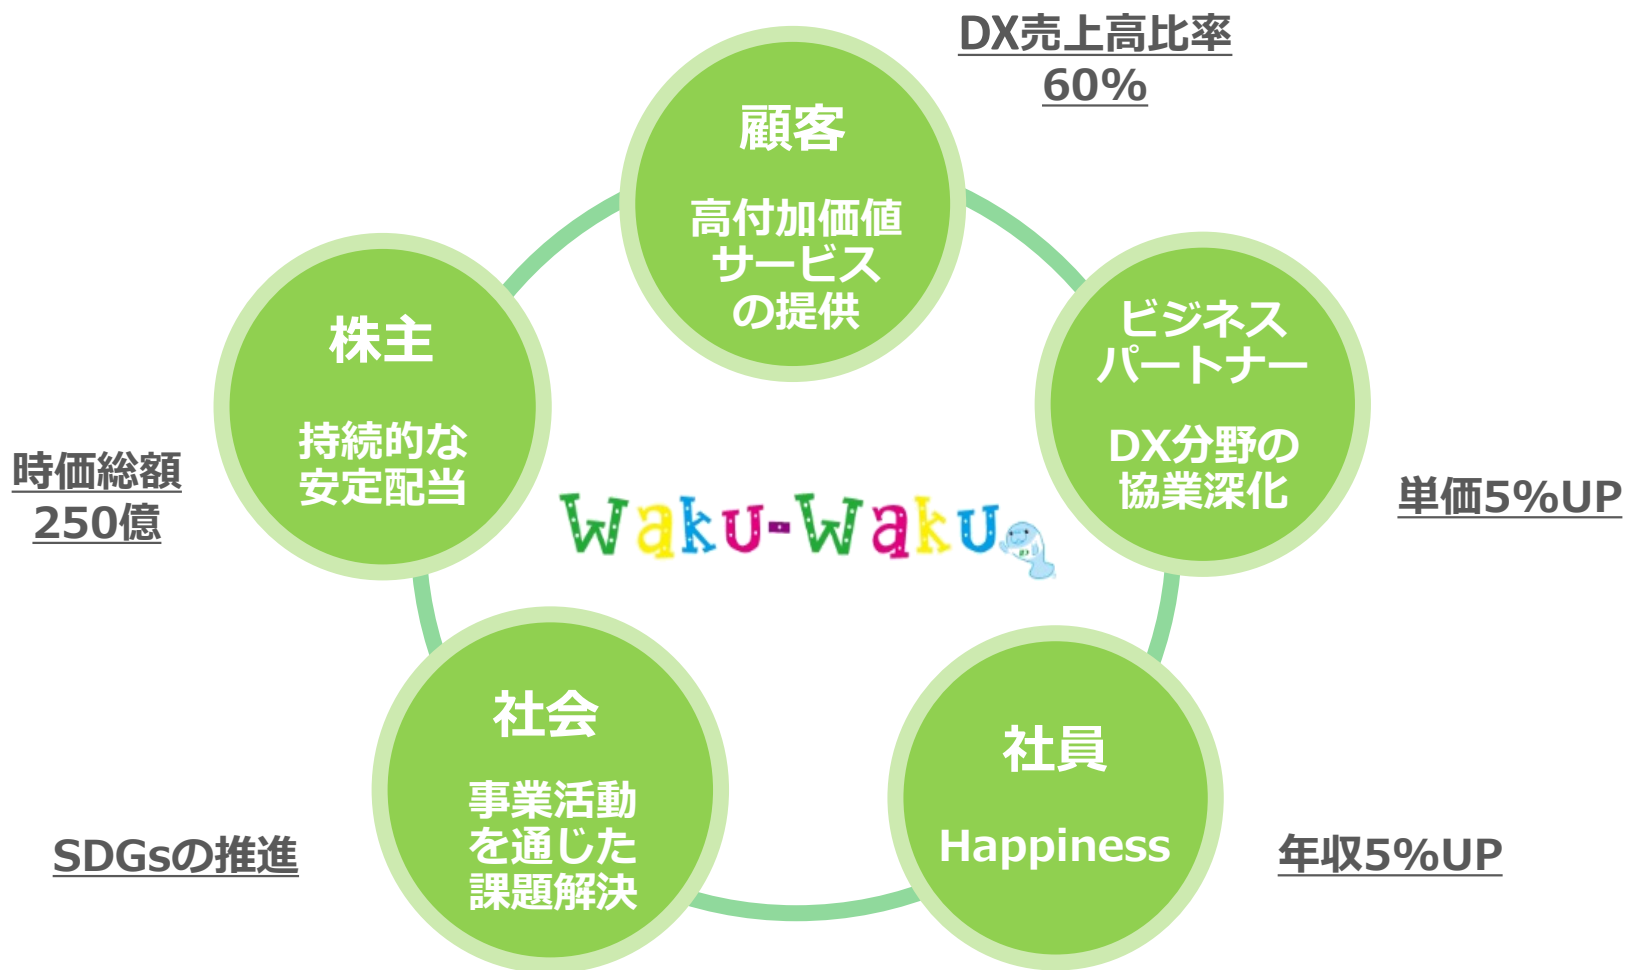 DX売上高比率
60%
顧客
高付加価値
サービス
の提供
ビジネス
パートナー
DX分野の
協業深化
単価5%UP
株主
持続的な
安定配当
時価総額
250億
Waku-Waku
社会
事業活動
を通じた
課題解決
SDGsの推進
社員
Happiness
年収5%UP